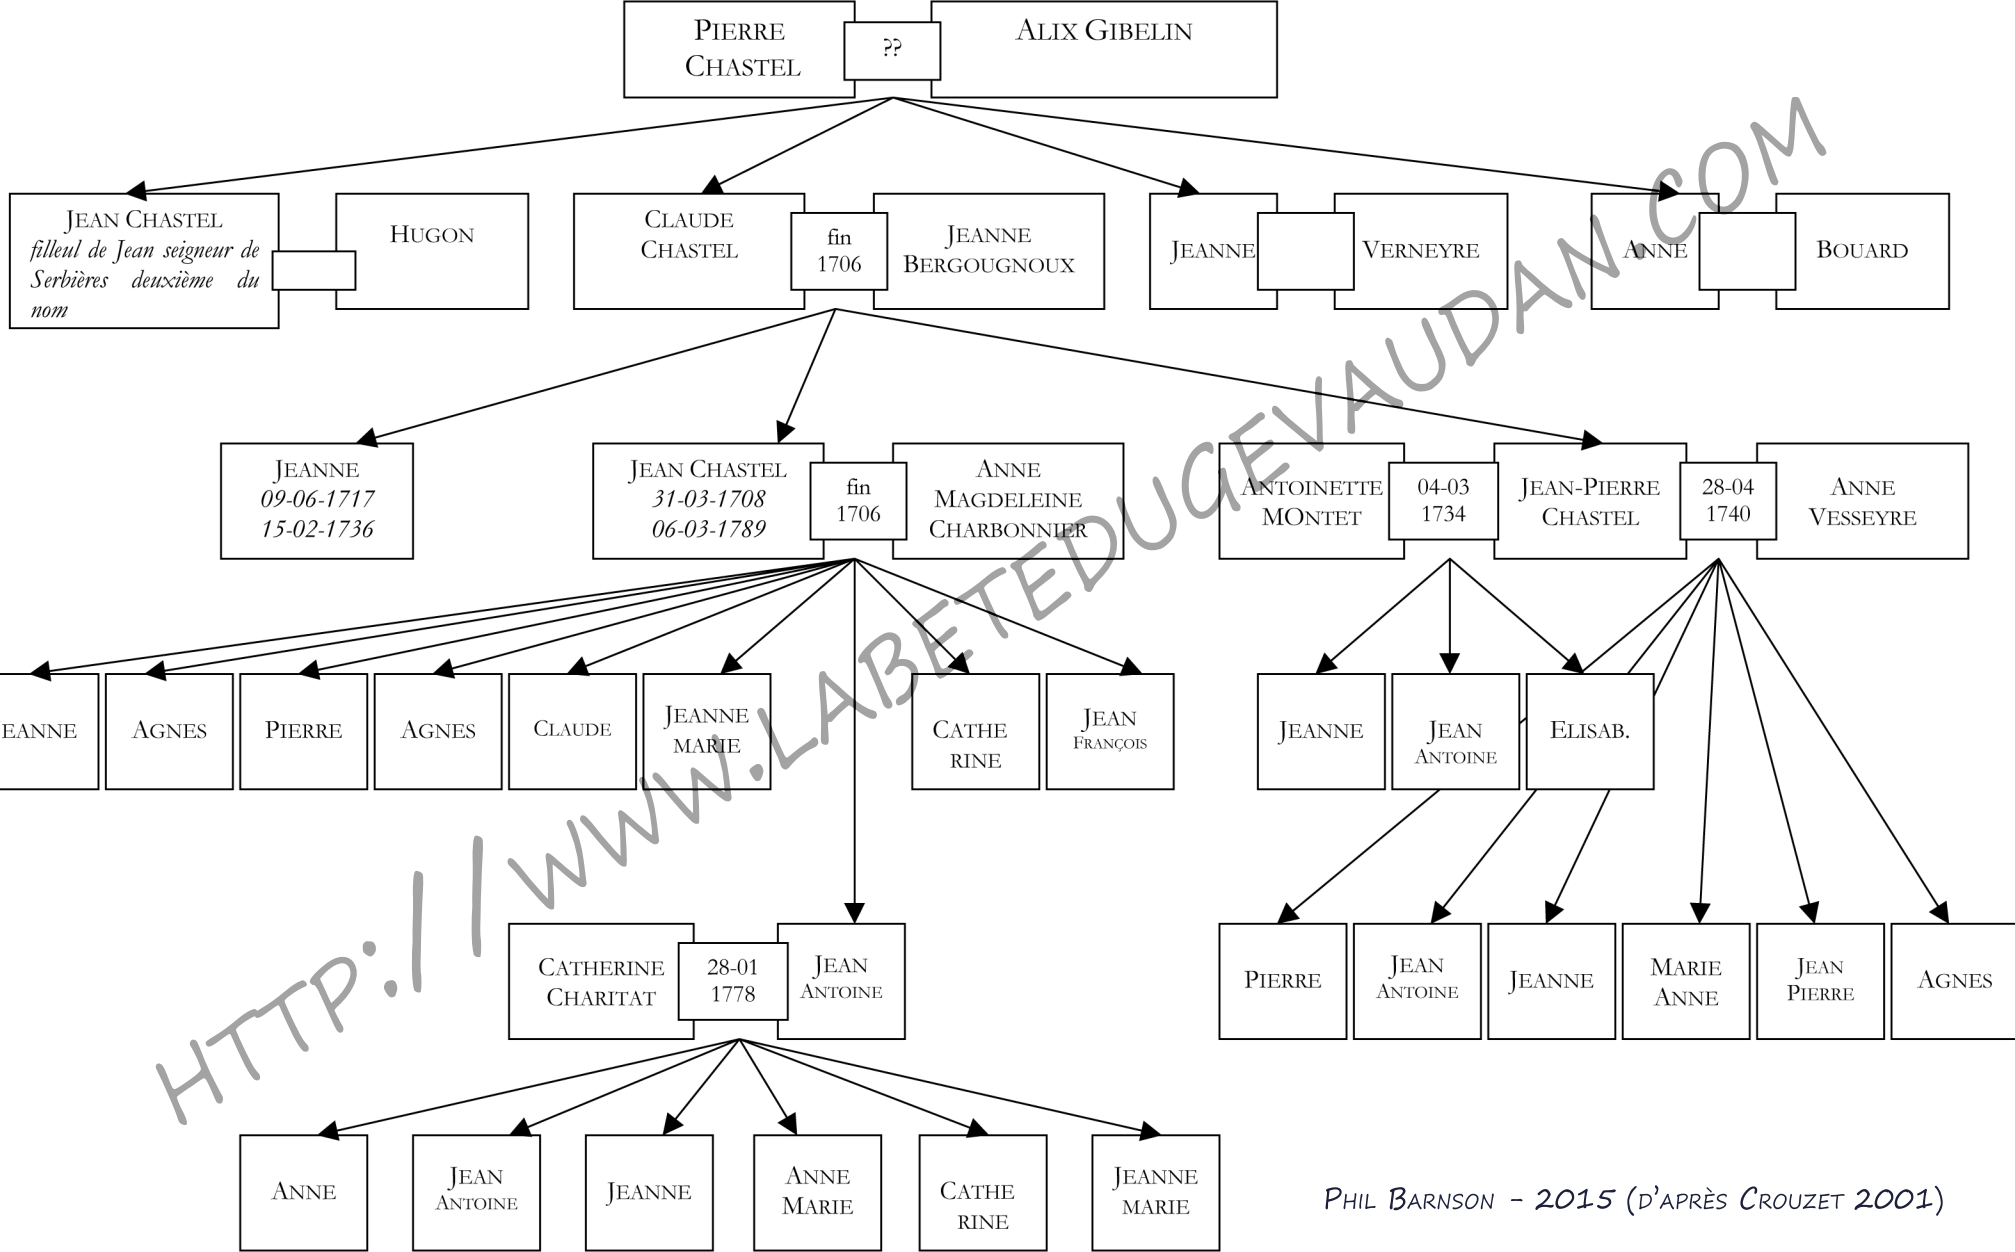 PIERRE
CHASTEL
??
ALIX GIBELIN
JEAN CHASTEL
filleul de Jean seigneur de
Serbières deuxième du
nom
HUGON
CLAUDE
CHASTEL
fin
1706
JEANNE
BERGOUGNOUX
JEANNE
VERNEYRE
ANNE
BOUARD
JEANNE
09-06-1717
15-02-1736
JEAN CHASTEL
31-03-1708
06-03-1789
fin
1706
ANNE
MAGDELEINE
CHARBONNIER
ANTOINETTE
MONTET
04-03
1734
JEAN-PIERRE
CHASTEL
28-04
1740
ANNE
VESSEYRE
EANNE
AGNES
PIERRE
AGNES
CLAUDE
JEANNE
MARIE
CATHE
RINE
JEAN
FRANÇOIS
JEANNE
JEAN
ANTOINE
ELISAB.
CATHERINE
CHARITAT
28-01
1778
JEAN
ANTOINE
PIERRE
JEAN
ANTOINE
JEANNE
MARIE
ANNE
JEAN
PIERRE
AGNES
ANNE
JEAN
ANTOINE
JEANNE
ANNE
MARIE
CATHE
RINE
JEANNE
MARIE
PHIL BARNSON - 2015 (D'APRÈS CROUZET 2001)
HTTP://WWW.LABETEDUGEVAUDAN.COM